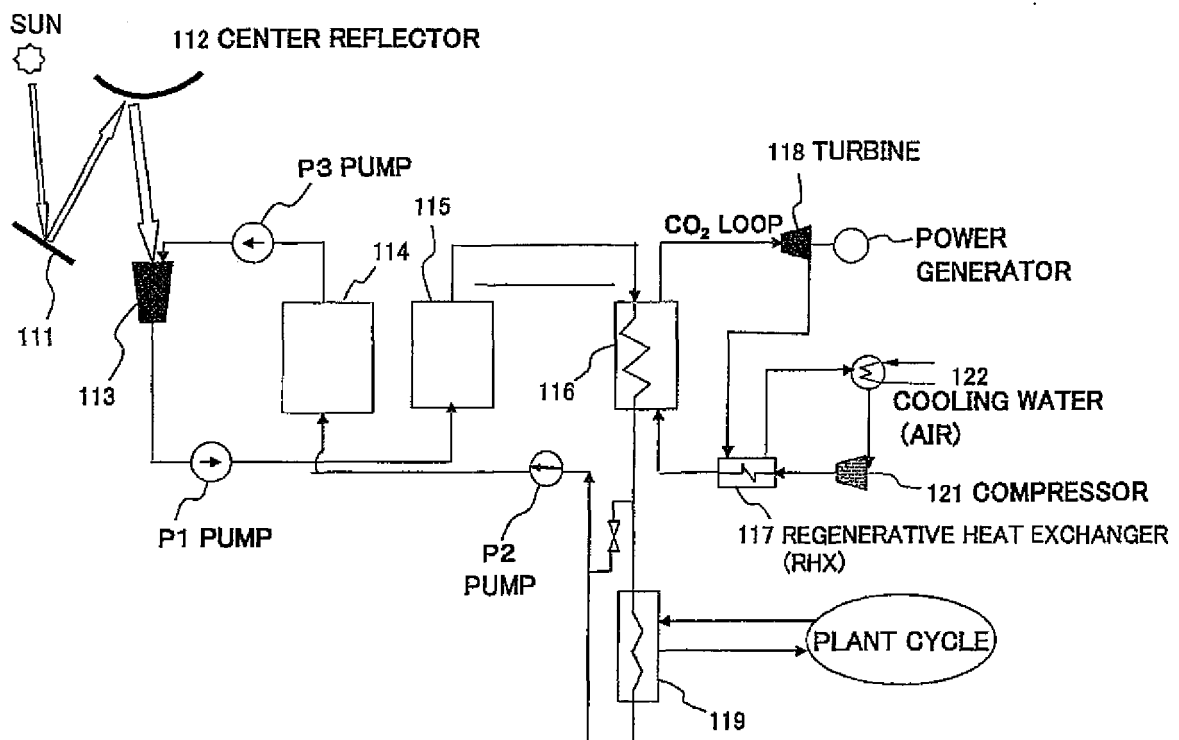 SUN
112 CENTER REFLECTOR
P3 PUMP
118 TURBINE
115
114
CO₂ LOOP
POWER
GENERATOR
111
113
116
122
COOLING WATER
(AIR)
121 COMPRESSOR
P1 PUMP
P2
PUMP
117 REGENERATIVE HEAT EXCHANGER
(RHX)
PLANT CYCLE
119